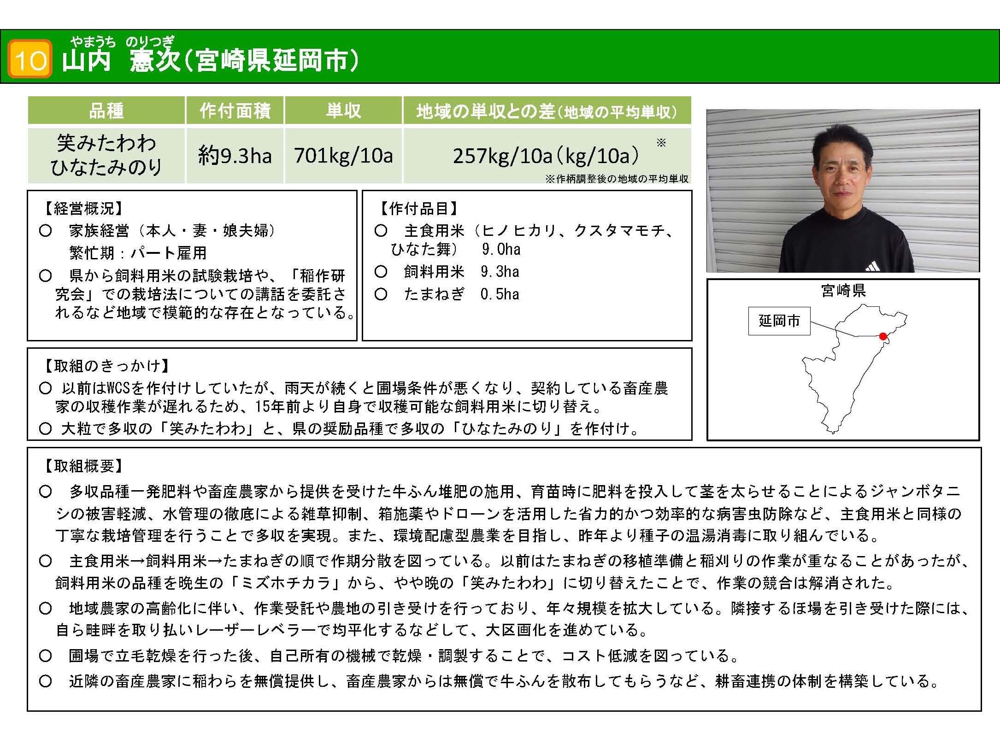 やまうち のりつぎ
10 山内 憲次（宮崎県延岡市）
品種 作付面積 単収 地域の単収との差（地域の平均単収）
笑みたわわ
ひなたみのり
約9.3ha 701kg/10a 257kg/10a（kg/10a） ※
※作柄調整後の地域の平均単収
【経営概況】
○ 家族経営（本人・妻・娘夫婦）
繁忙期：パート雇用
○ 県から飼料用米の試験栽培や、「稲作研
究会」での栽培法についての講話を委託さ
れるなど地域で模範的な存在となっている。
【作付品目】
○ 主食用米（ヒノヒカリ、クスタマモチ、
ひなた舞） 9.0ha
○ 飼料用米 9.3ha
○ たまねぎ 0.5ha
宮崎県
延岡市
【取組のきっかけ】
○ 以前はWCSを作付けしていたが、雨天が続くと圃場条件が悪くなり、契約している畜産農
家の収穫作業が遅れるため、15年前より自身で収穫可能な飼料用米に切り替え。
○ 大粒で多収の「笑みたわわ」と、県の奨励品種で多収の「ひなたみのり」を作付け。
【取組概要】
○ 多収品種一発肥料や畜産農家から提供を受けた牛ふん堆肥の施用、育苗時に肥料を投入して茎を太らせることによるジャンボタニ
シの被害軽減、水管理の徹底による雑草抑制、箱施薬やドローンを活用した省力的かつ効率的な病害虫防除など、主食用米と同様の
丁寧な栽培管理を行うことで多収を実現。また、環境配慮型農業を目指し、昨年より種子の温湯消毒に取り組んでいる。
○ 主食用米→飼料用米→たまねぎの順で作期分散を図っている。以前はたまねぎの移植準備と稲刈りの作業が重なることがあったが、
飼料用米の品種を晩生の「ミズホチカラ」から、やや晩の「笑みたわわ」に切り替えたことで、作業の競合は解消された。
○ 地域農家の高齢化に伴い、作業受託や農地の引き受けを行っており、年々規模を拡大している。隣接するほ場を引き受けた際には、
自ら畦畔を取り払いレーザーレベラーで均平化するなどして、大区画化を進めている。
○ 圃場で立毛乾燥を行った後、自己所有の機械で乾燥・調製することで、コスト低減を図っている。
○ 近隣の畜産農家に稲わらを無償提供し、畜産農家からは無償で牛ふんを散布してもらうなど、耕畜連携の体制を構築している。